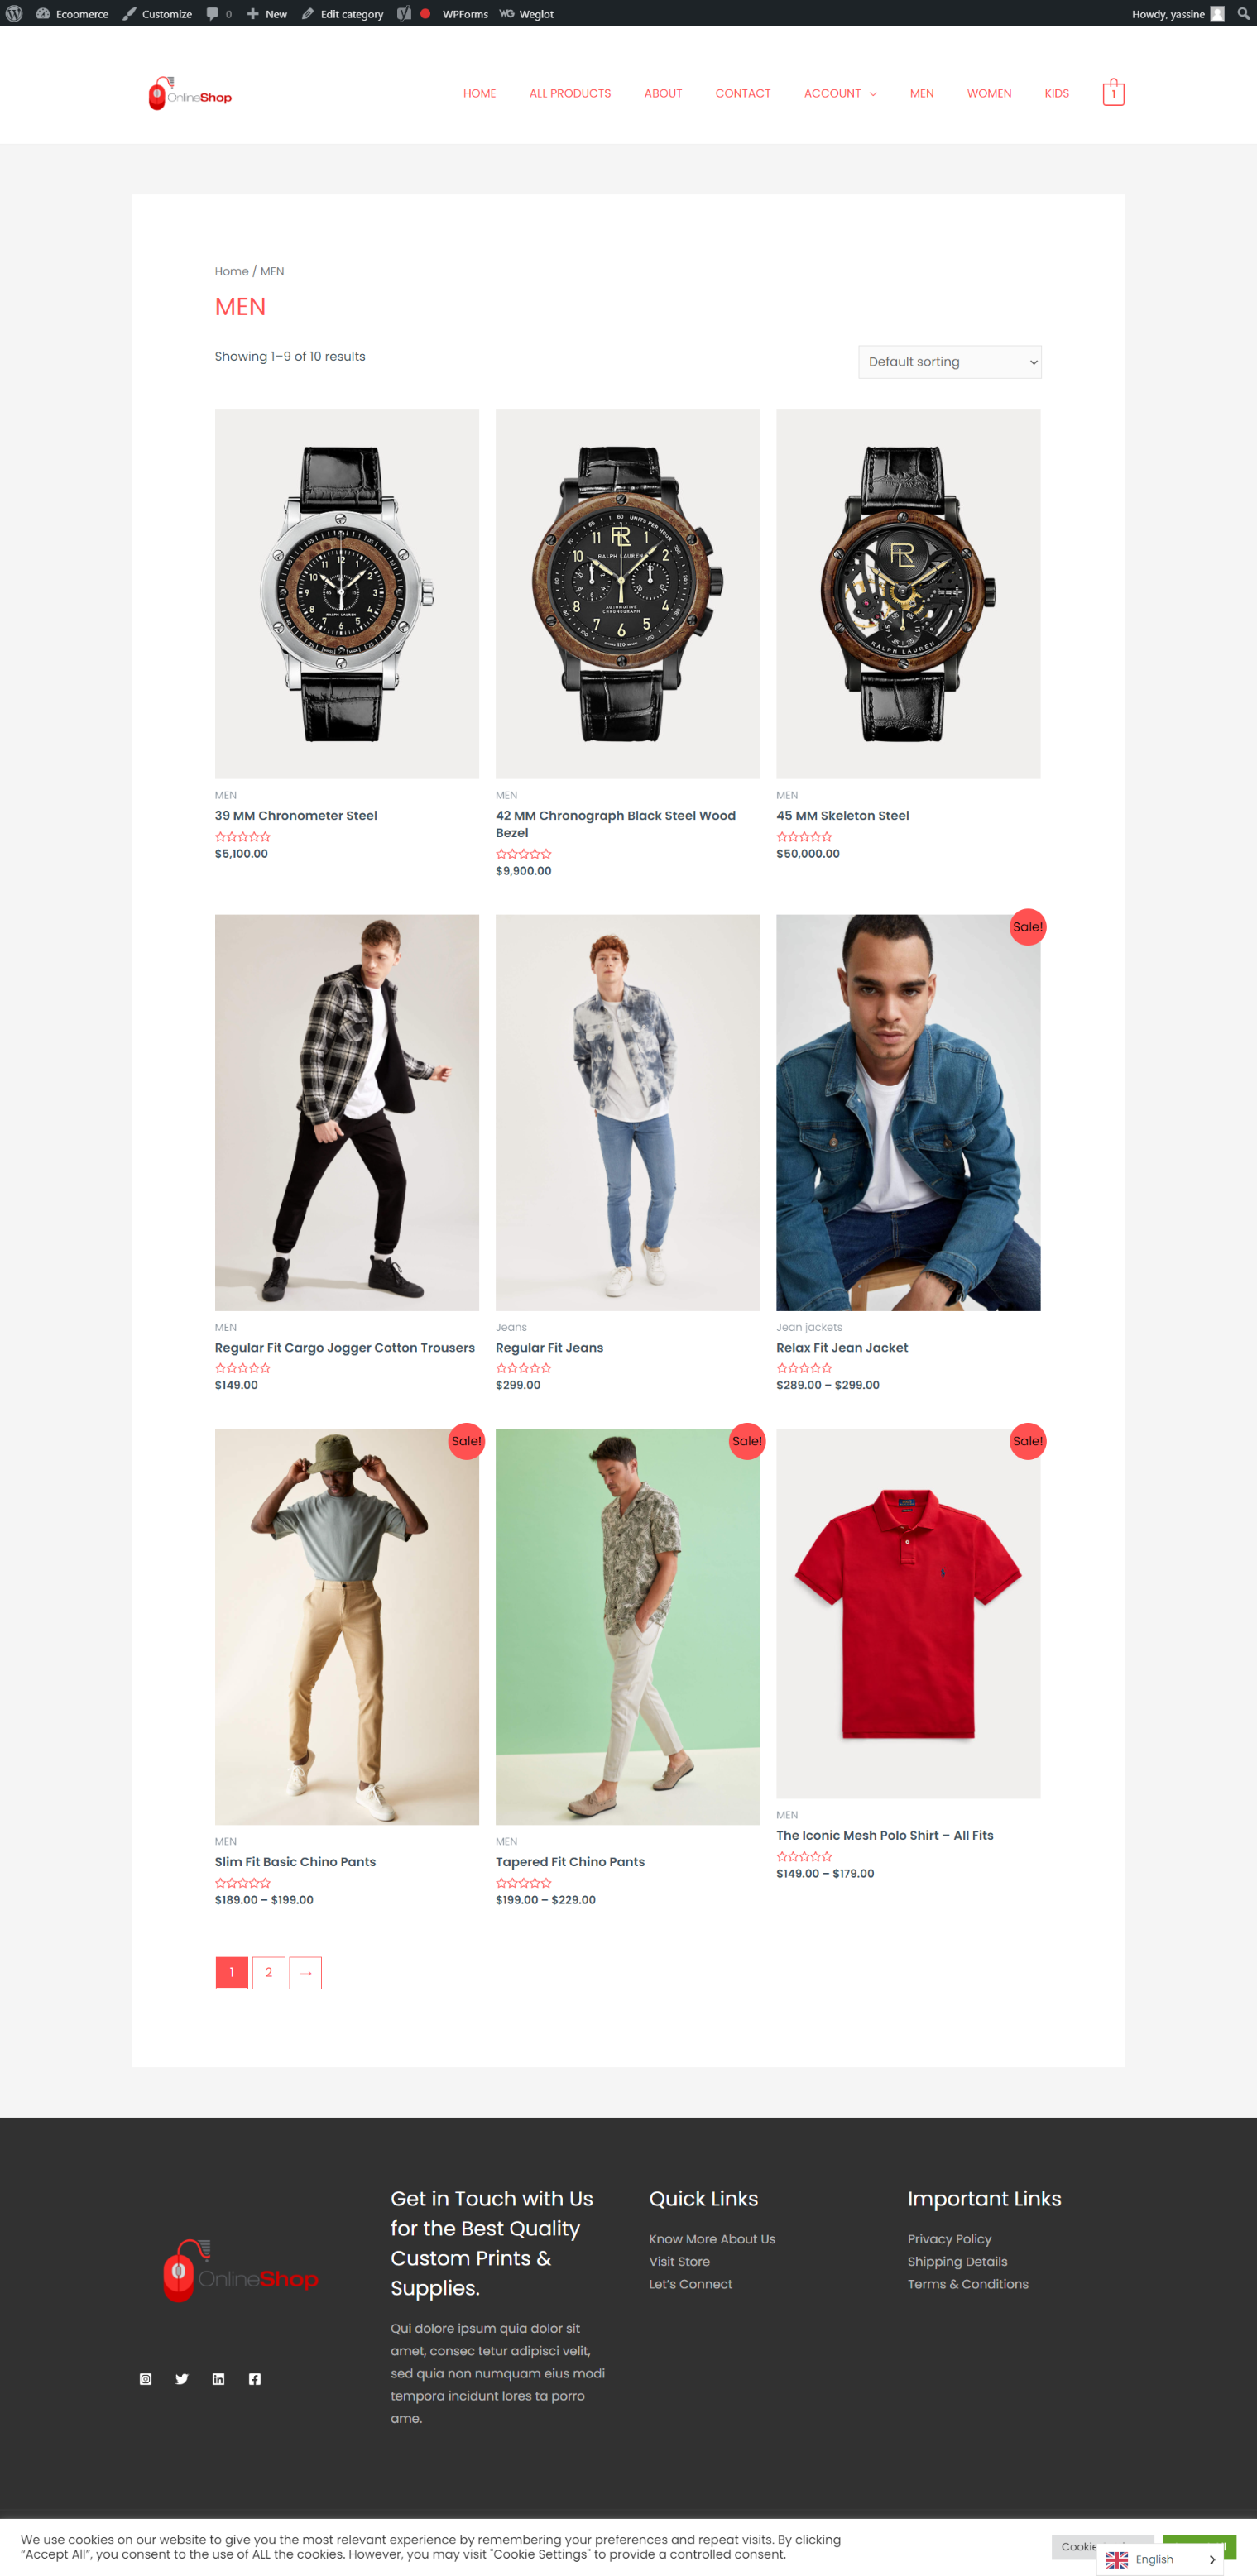 Ecoomerce Customize 0 New Edit category WPForms WG Weglot Howdy, yassine
OnlineShop
HOME ALL PRODUCTS ABOUT CONTACT ACCOUNT MEN WOMEN KIDS 1
Home / MEN
MEN
Showing 1–9 of 10 results
Default sorting
MEN
39 MM Chronometer Steel
$5,100.00
MEN
42 MM Chronograph Black Steel Wood
Bezel
$9,900.00
MEN
45 MM Skeleton Steel
$50,000.00
MEN
Regular Fit Cargo Jogger Cotton Trousers
$149.00
Jeans
Regular Fit Jeans
$299.00
Sale!
Jean jackets
Relax Fit Jean Jacket
$289.00 – $299.00
Sale!
MEN
Slim Fit Basic Chino Pants
$189.00 – $199.00
Sale!
MEN
Tapered Fit Chino Pants
$199.00 – $229.00
Sale!
MEN
The Iconic Mesh Polo Shirt – All Fits
$149.00 – $179.00
1 2 →
OnlineShop
Get in Touch with Us
for the Best Quality
Custom Prints &
Supplies.
Qui dolore ipsum quia dolor sit
amet, consec tetur adipisci velit,
sed quia non numquam eius modi
tempora incidunt lores ta porro
ame.
Quick Links
Know More About Us
Visit Store
Let's Connect
Important Links
Privacy Policy
Shipping Details
Terms & Conditions
We use cookies on our website to give you the most relevant experience by remembering your preferences and repeat visits. By clicking
“Accept All”, you consent to the use of ALL the cookies. However, you may visit "Cookie Settings" to provide a controlled consent.
English